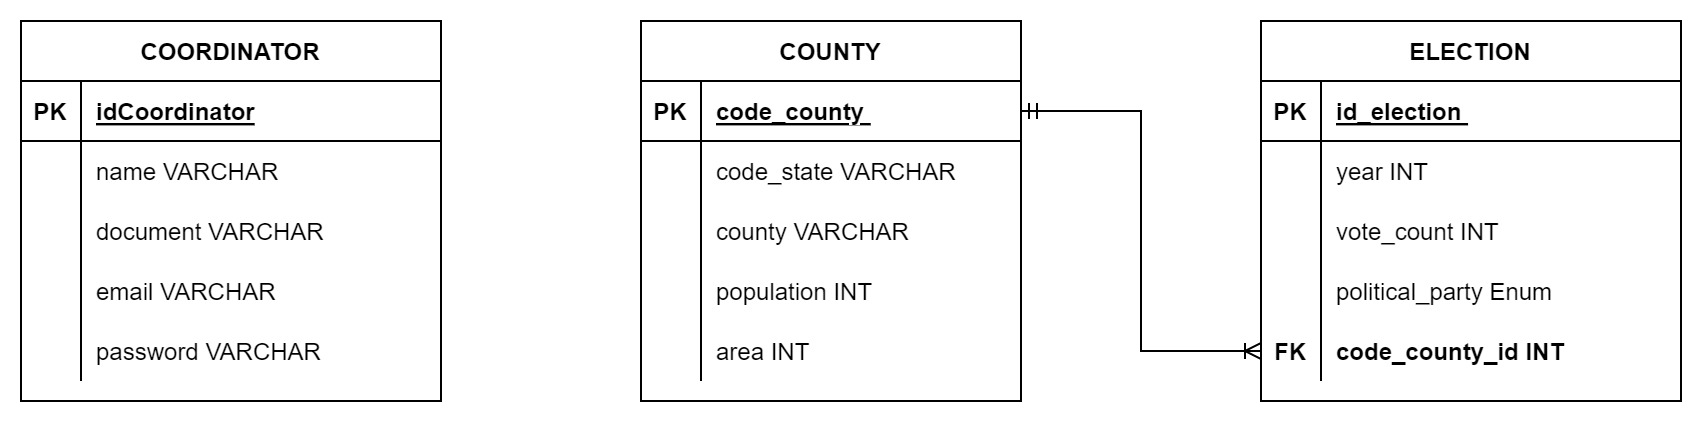 COORDINATOR
PK idCoordinator
name VARCHAR
document VARCHAR
email VARCHAR
password VARCHAR
COUNTY
PK code_county
code_state VARCHAR
county VARCHAR
population INT
area INT
ELECTION
PK id_election
year INT
vote_count INT
political_party Enum
FK code_county_id INT